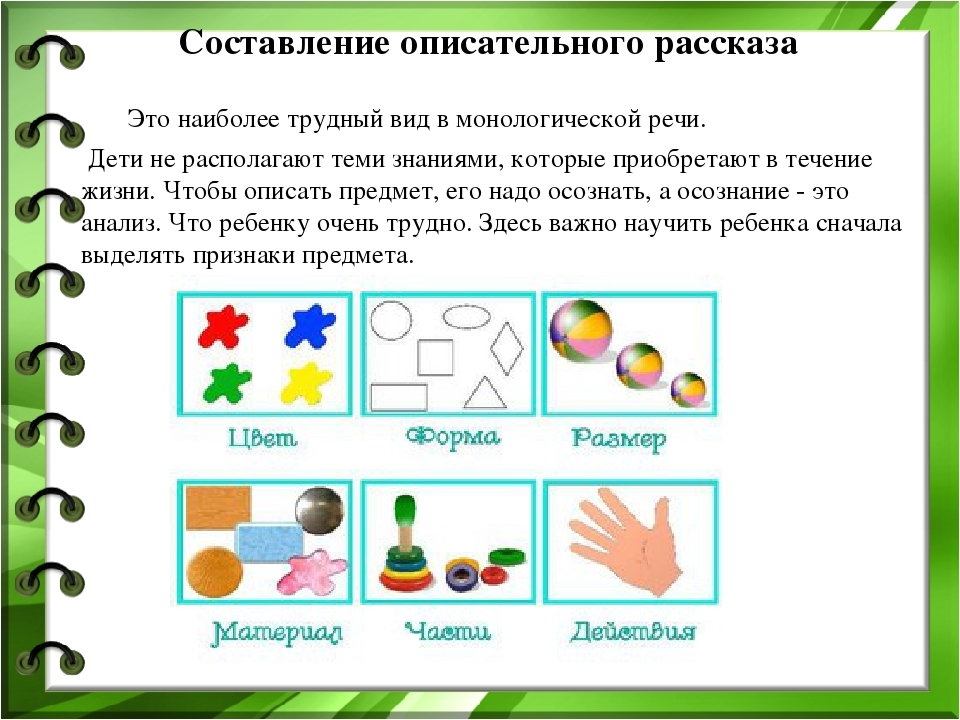 Составление описательного рассказа
Это наиболее трудный вид в монологической речи.
Дети не располагают теми знаниями, которые приобретают в течение
жизни. Чтобы описать предмет, его надо осознать, а осознание - это
анализ. Что ребенку очень трудно. Здесь важно научить ребенка сначала
выделять признаки предмета.
Цвет Форма Размер
Материал Части Действия